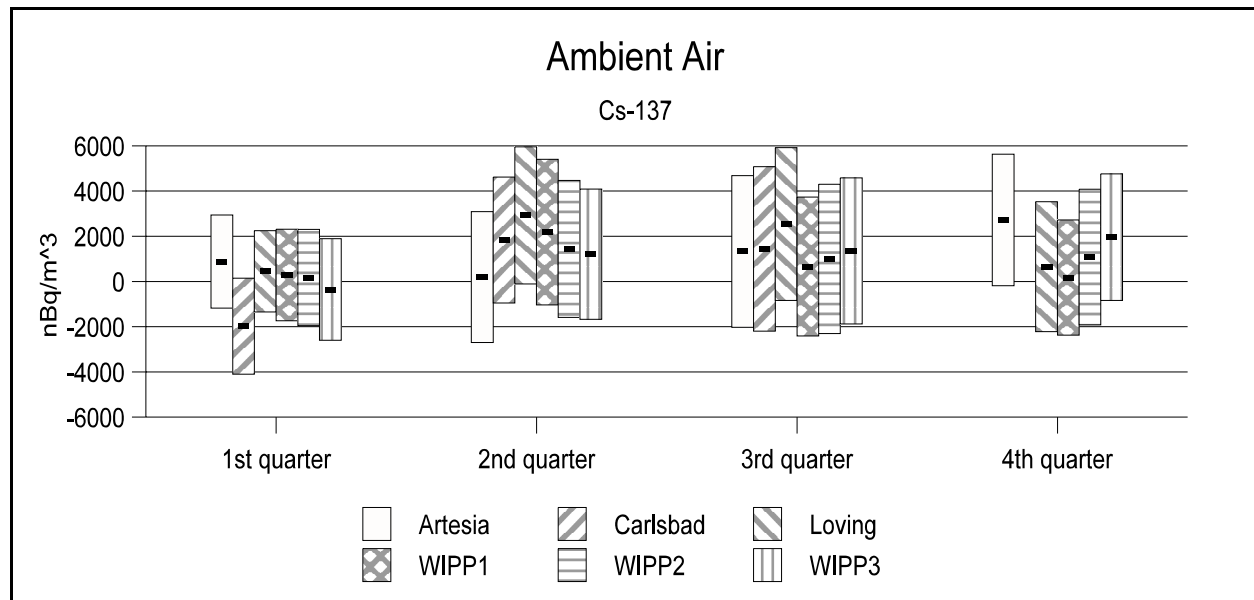 Ambient Air
Cs-137
nBq/m^3
6000
4000
2000
0
-2000
-4000
-6000
1st quarter 2nd quarter 3rd quarter 4th quarter
Artesia Carlsbad Loving
WIPP1 WIPP2 WIPP3